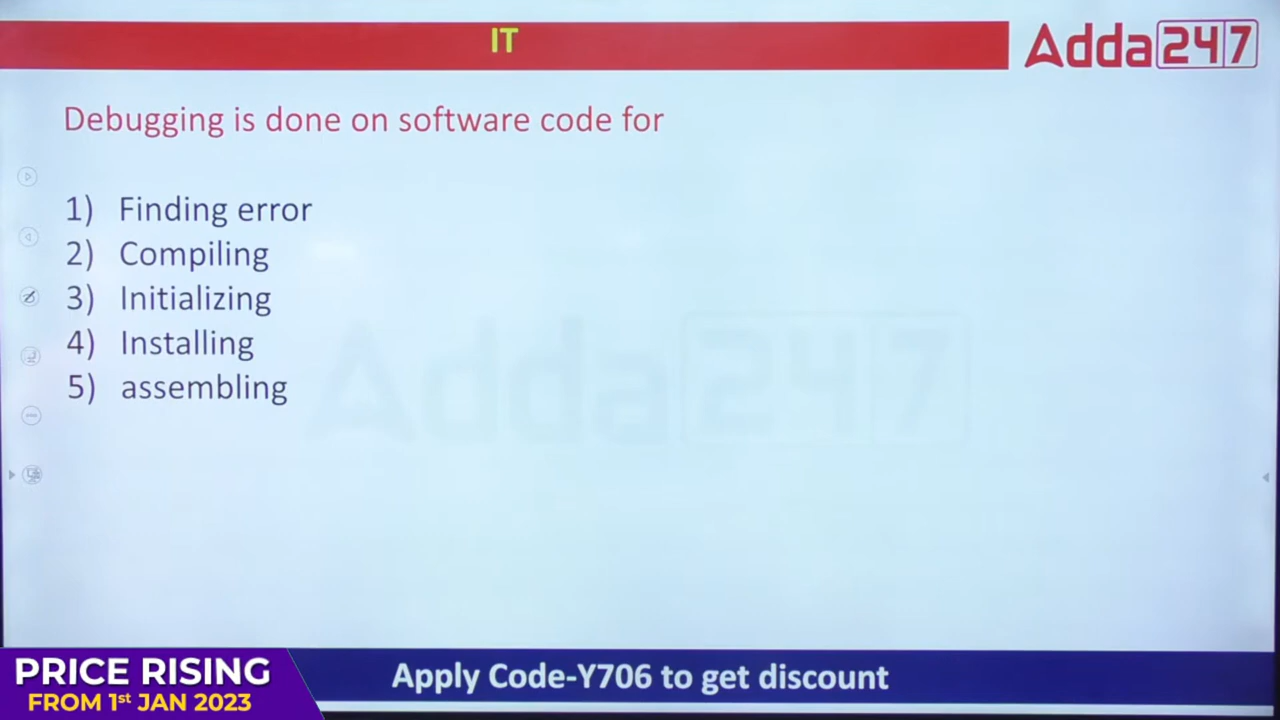 IT
Adda247
Debugging is done on software code for
1) Finding error
2) Compiling
3) Initializing
4) Installing
5) assembling
Adda247
PRICE RISING
FROM 1st JAN 2023
Apply Code-Y706 to get discount